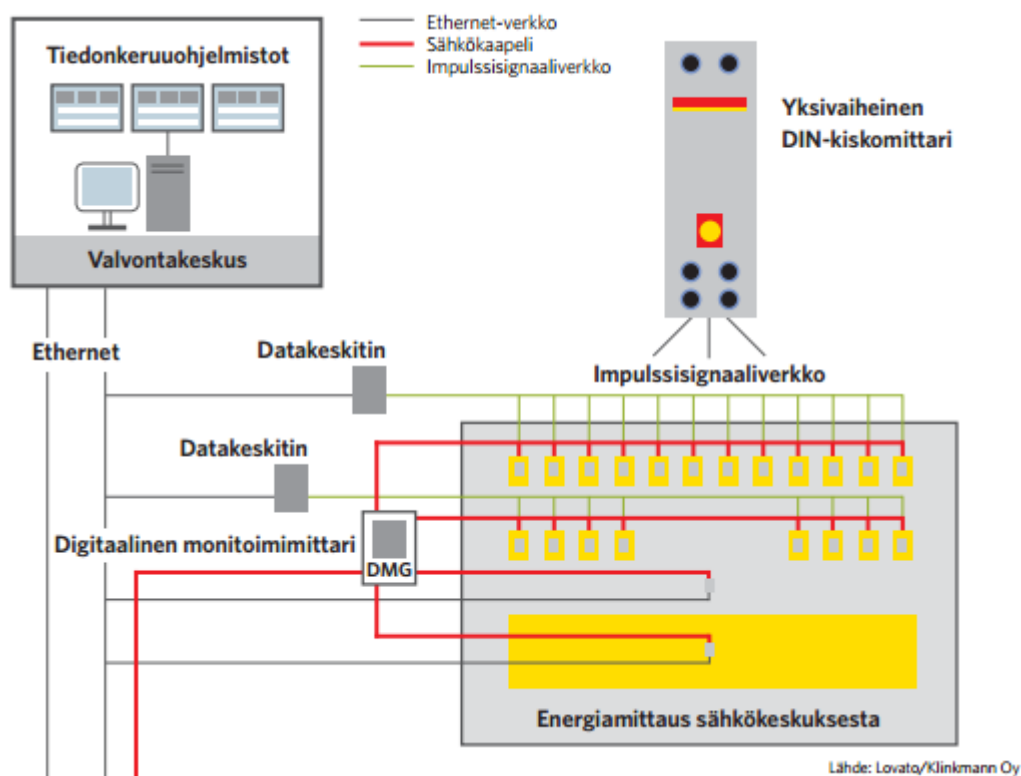 Tiedonkeruuohjelmistot
Valvontakeskus
Ethernet-verkko
Sähkökaapeli
Impulssisignaaliverkko
Yksivaiheinen
DIN-kiskomittari
Ethernet
Datakeskitin
Impulssisignaaliverkko
Datakeskitin
Digitaalinen monitoimimittari
DMG
Energiamittaus sähkökeskuksesta
Lähde: Lovato/Klinkmann Oy